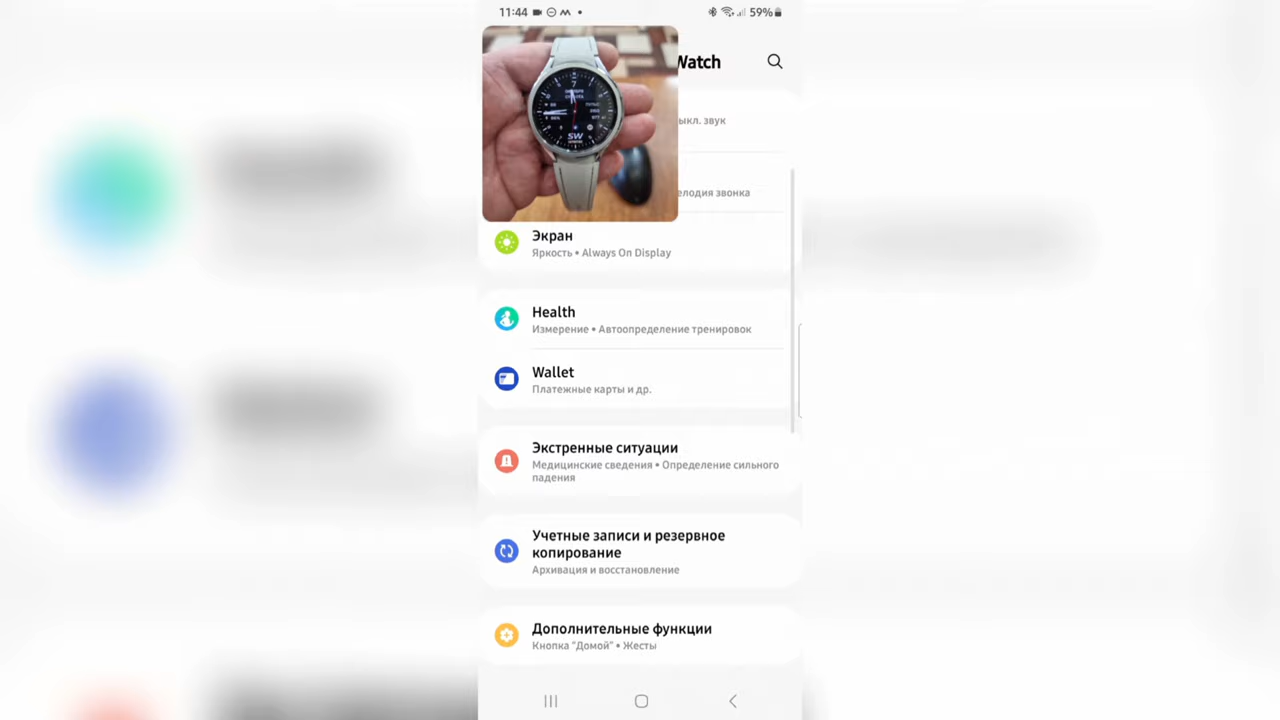 11:44
59%
Watch
ыкл. звук
елодия звонка
Экран
Яркость • Always On Display
Health
Измерение • Автоопределение тренировок
Wallet
Платежные карты и др.
Экстренные ситуации
Медицинские сведения • Определение сильного
падения
Учетные записи и резервное
копирование
Архивация и восстановление
Дополнительные функции
Кнопка "Домой" • Жесты